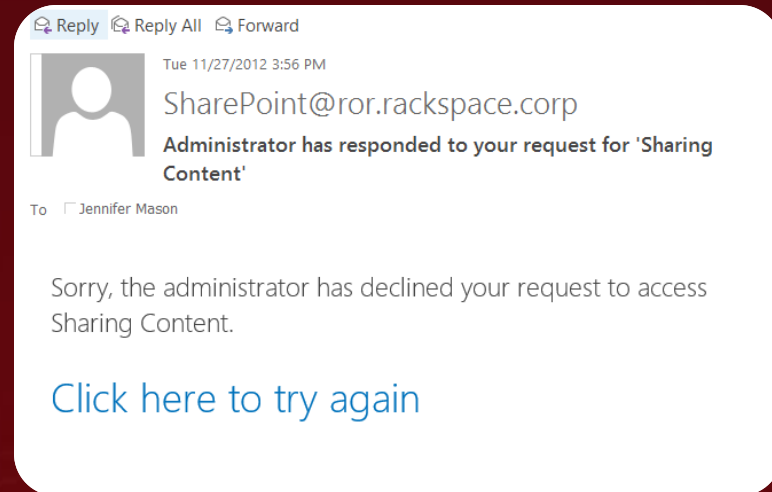 Reply Reply All Forward
Tue 11/27/2012 3:56 PM
SharePoint@ror.rackspace.corp
Administrator has responded to your request for 'Sharing
Content'
To Jennifer Mason
Sorry, the administrator has declined your request to access
Sharing Content.
Click here to try again